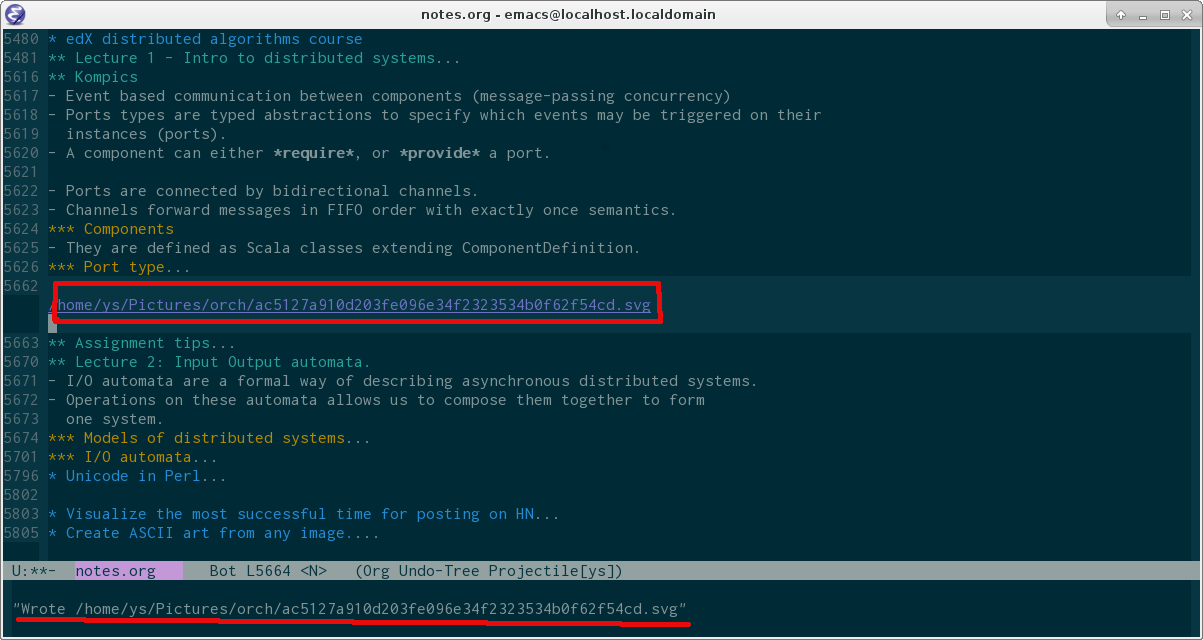 notes.org - emacs@localhost.localdomain
5480 * edX distributed algorithms course
5481 ** Lecture 1 - Intro to distributed systems...
5616 ** Kompics
5617 - Event based communication between components (message-passing concurrency)
5618 - Ports types are typed abstractions to specify which events may be triggered on their
5619   instances (ports).
5620 - A component can either *require*, or *provide* a port.
5621
5622 - Ports are connected by bidirectional channels.
5623 - Channels forward messages in FIFO order with exactly once semantics.
5624 *** Components
5625 - They are defined as Scala classes extending ComponentDefinition.
5626 *** Port type...
5662
/home/ys/Pictures/orch/ac5127a910d203fe096e34f2323534b0f62f54cd.svg
5663 ** Assignment tips...
5670 ** Lecture 2: Input Output automata.
5671 - I/O automata are a formal way of describing asynchronous distributed systems.
5672 - Operations on these automata allows us to compose them together to form
5673   one system.
5674 *** Models of distributed systems...
5701 *** I/O automata...
5796 * Unicode in Perl...
5802
5803 * Visualize the most successful time for posting on HN...
5805 * Create ASCII art from any image....
U:**-  notes.org   Bot L5664 <N>   (Org Undo-Tree Projectile[ys])
"Wrote /home/ys/Pictures/orch/ac5127a910d203fe096e34f2323534b0f62f54cd.svg"